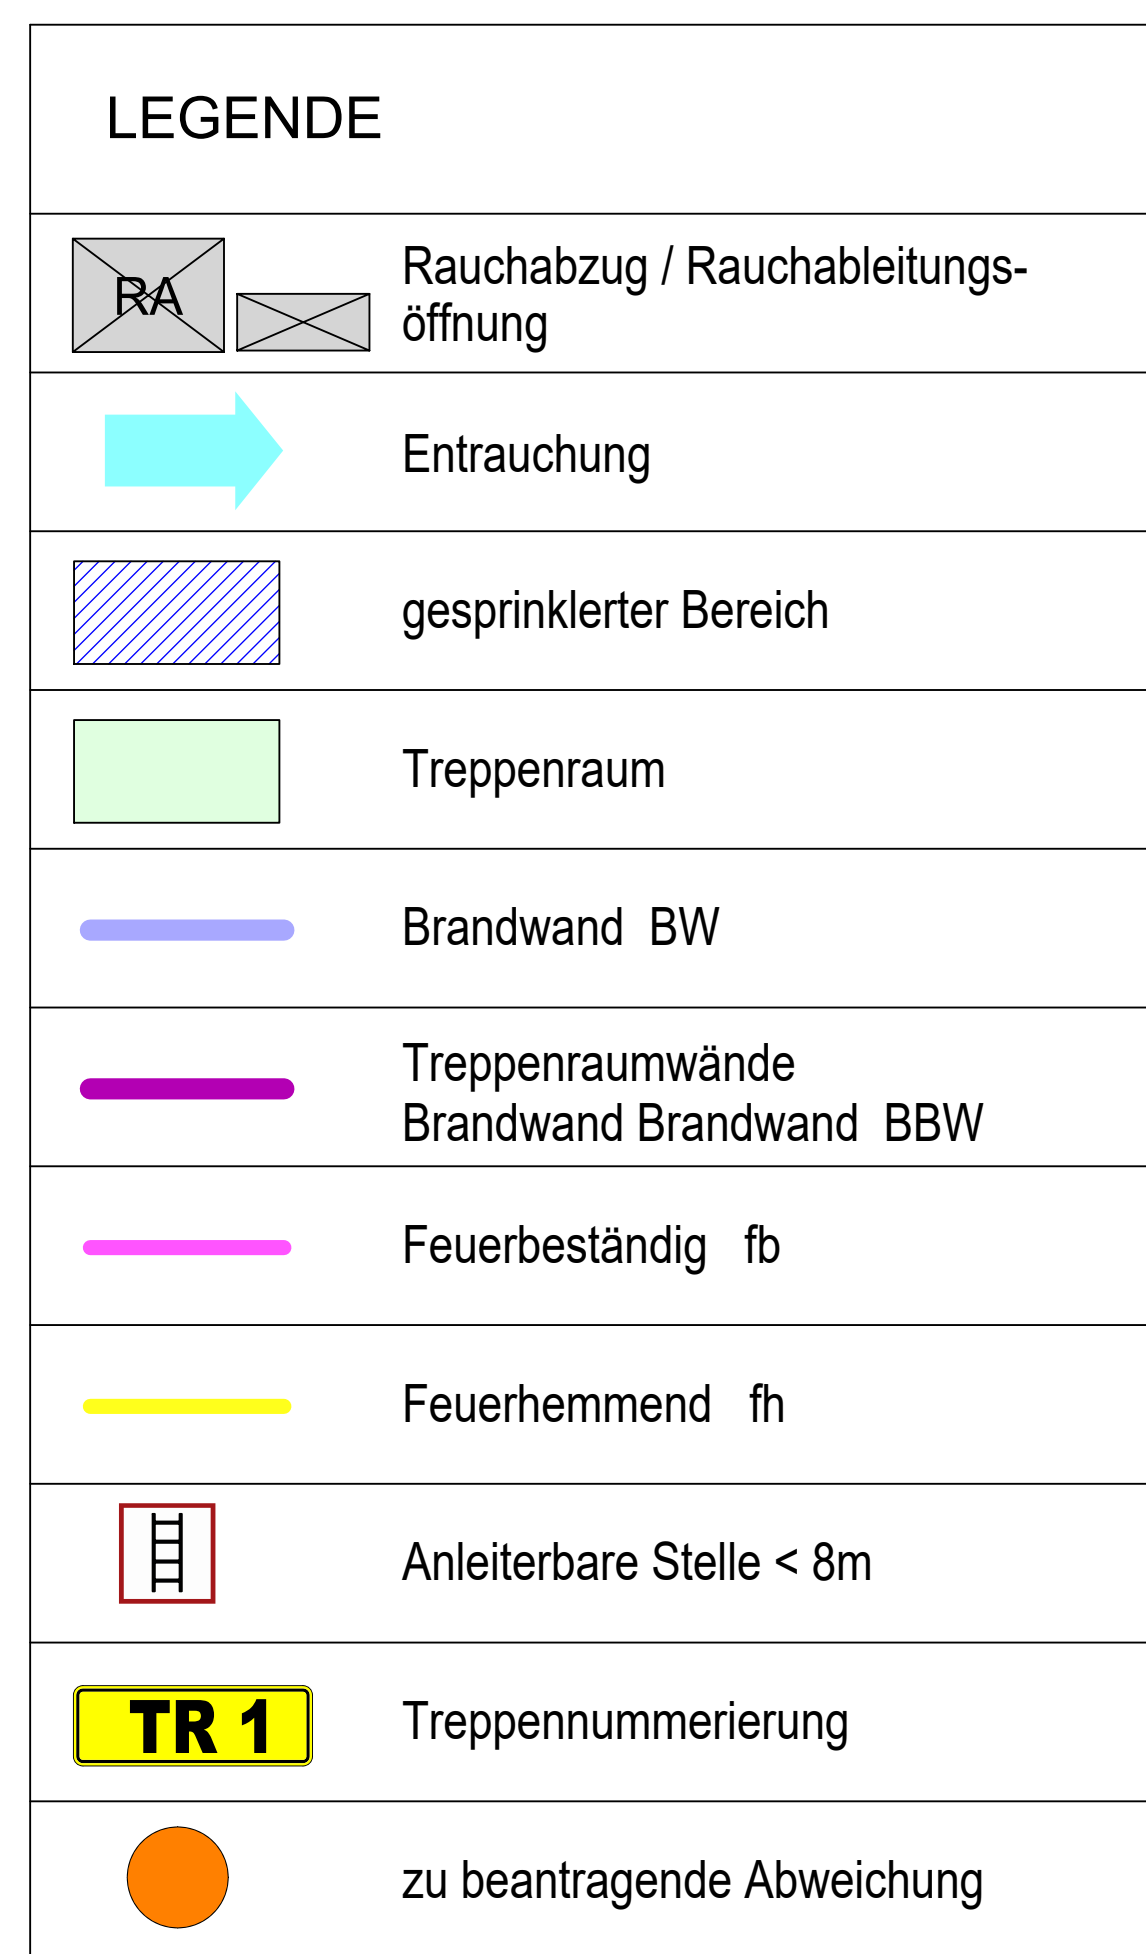 LEGENDE
RA
Rauchabzug / Rauchableitungs-
öffnung
Entrauchung
gesprinklerter Bereich
Treppenraum
Brandwand BW
Treppenraumwände
Brandwand Brandwand BBW
Feuerbeständig fb
Feuerhemmend fh
Anleiterbare Stelle < 8m
TR 1
Treppennummerierung
zu beantragende Abweichung